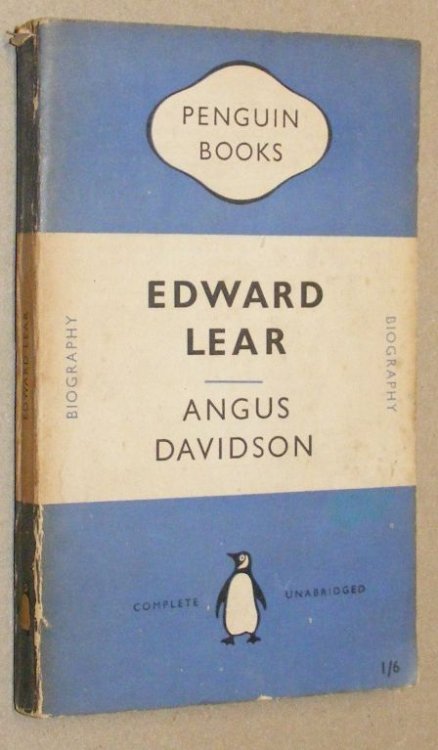 PENGUIN
BOOKS
EDWARD
LEAR
BIOGRAPHY
BIOGRAPHY
ANGUS
DAVIDSON
COMPLETE
UNABRIDGED
1/6
EDWARD LEAR